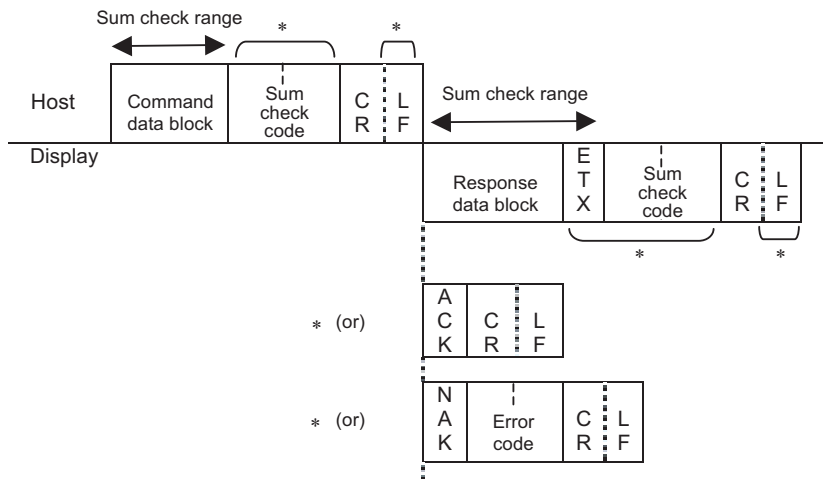 Sum check range
* *
Host
Command
data block
Sum
check
code
C
R
L
F
Sum check range
Display
Response
data block
E
T
X
Sum
check
code
C
R
L
F
* *
* (or)
A
C
K
C
R
L
F
* (or)
N
A
K
Error
code
C
R
L
F